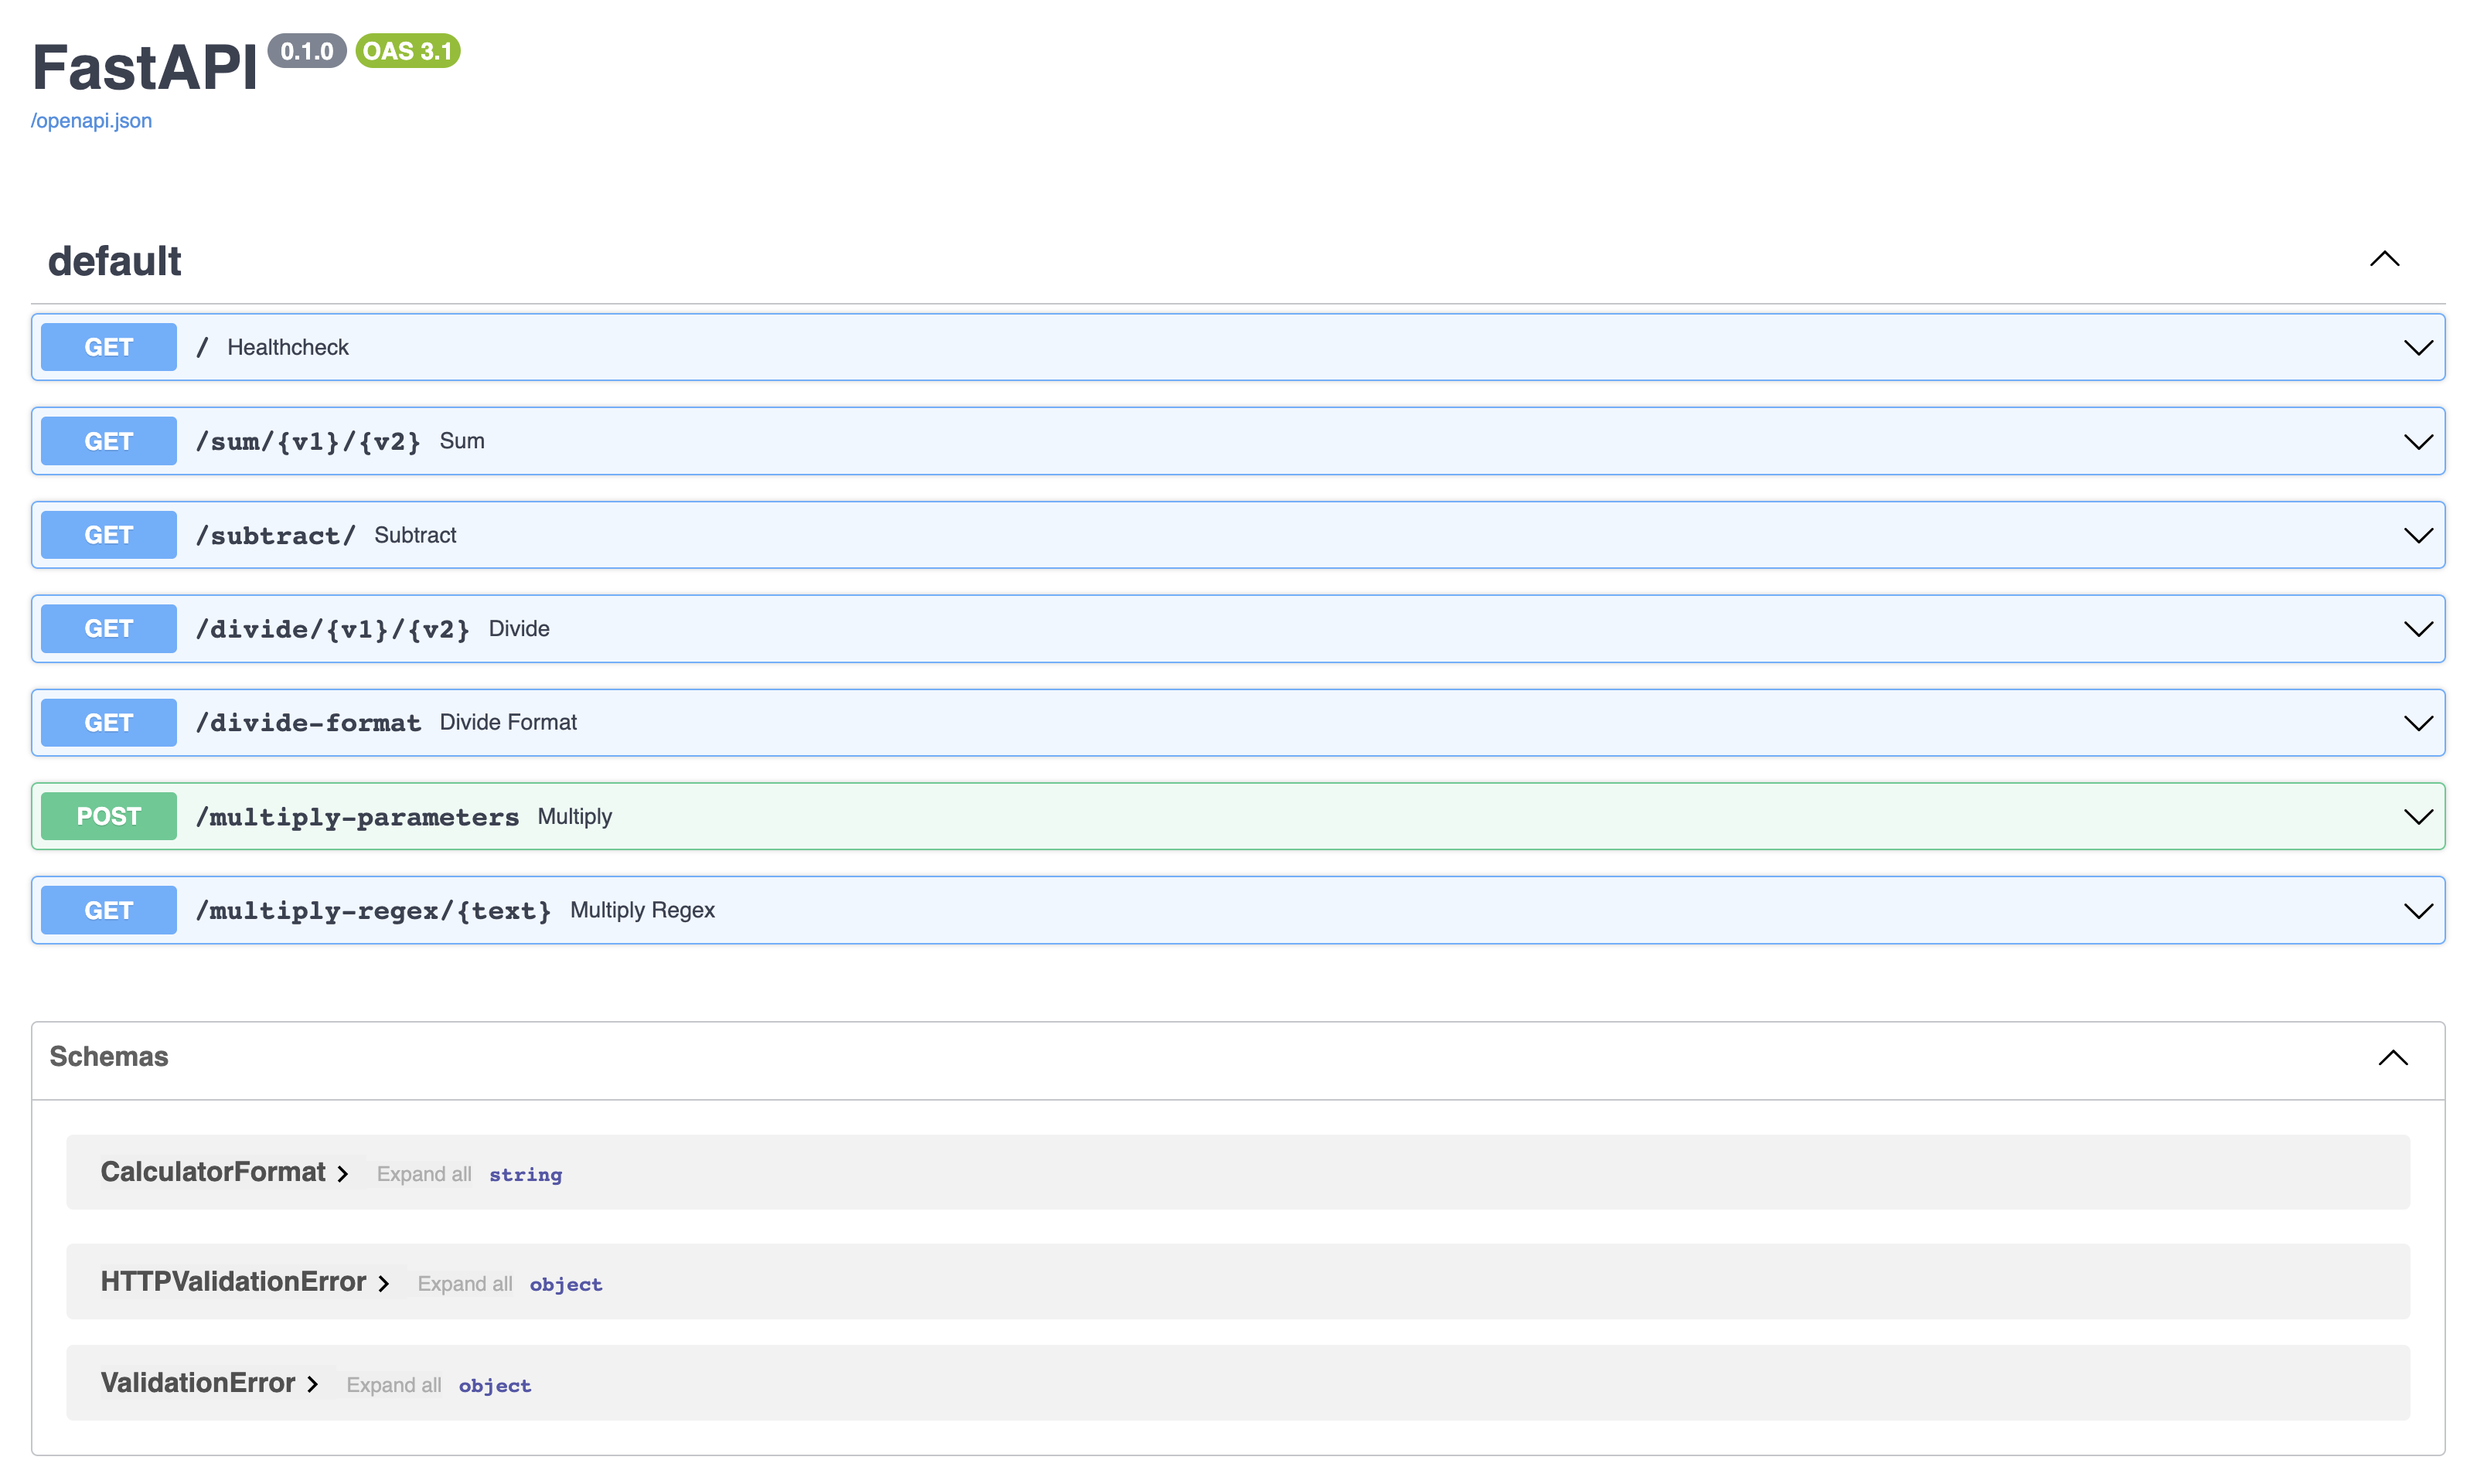 FastAPI 0.1.0 OAS 3.1
/openapi.json
default
GET / Healthcheck
GET /sum/{v1}/{v2} Sum
GET /subtract/ Subtract
GET /divide/{v1}/{v2} Divide
GET /divide-format Divide Format
POST /multiply-parameters Multiply
GET /multiply-regex/{text} Multiply Regex
Schemas
CalculatorFormat Expand all string
HTTPValidationError Expand all object
ValidationError Expand all object